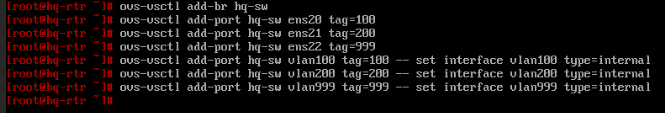 [root@hq-rtr ~]# ovs-vsctl add-br hq-sw
[root@hq-rtr ~]# ovs-vsctl add-port hq-sw ens20 tag=100
[root@hq-rtr ~]# ovs-vsctl add-port hq-sw ens21 tag=200
[root@hq-rtr ~]# ovs-vsctl add-port hq-sw ens22 tag=999
[root@hq-rtr ~]# ovs-vsctl add-port hq-sw vlan100 tag=100 -- set interface vlan100 type=internal
[root@hq-rtr ~]# ovs-vsctl add-port hq-sw vlan200 tag=200 -- set interface vlan200 type=internal
[root@hq-rtr ~]# ovs-vsctl add-port hq-sw vlan999 tag=999 -- set interface vlan999 type=internal
[root@hq-rtr ~]#